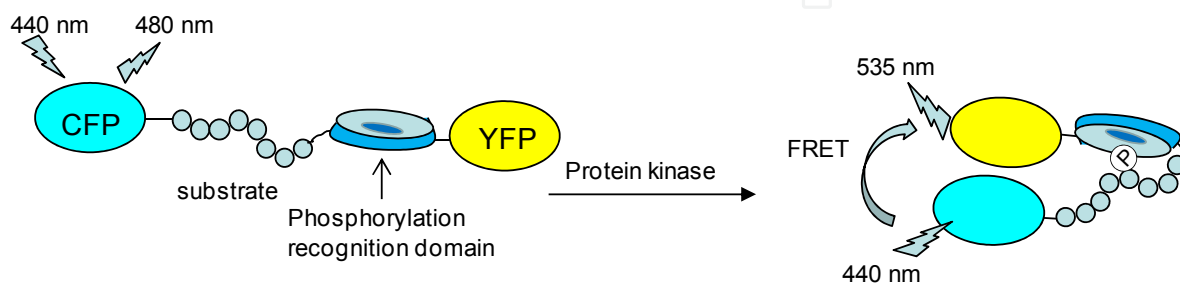 440 nm
480 nm
CFP
substrate
Phosphorylation
recognition domain
YFP
Protein kinase
535 nm
FRET
P
440 nm